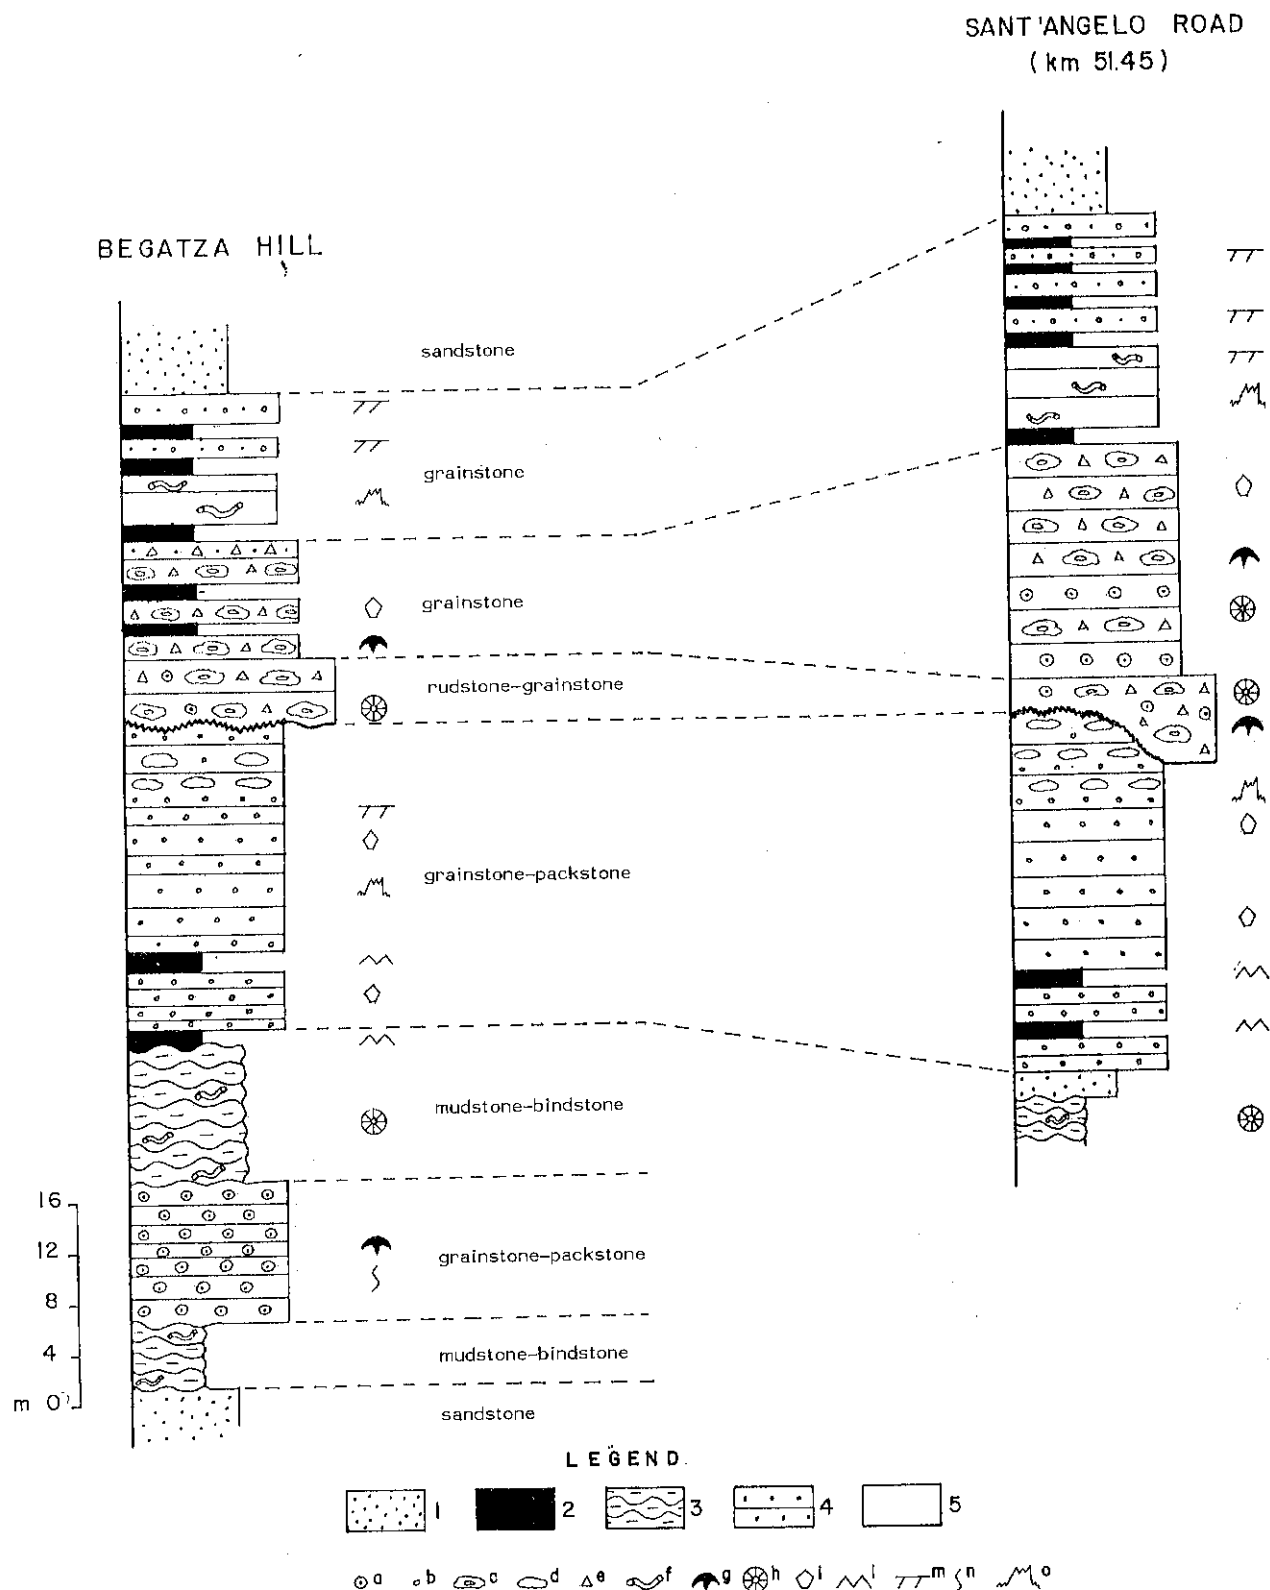 SANT'ANGELO ROAD
(km 51.45)
BEGATZA HILL
sandstone
grainstone
grainstone
rudstone-grainstone
grainstone-packstone
mudstone-bindstone
grainstone-packstone
mudstone-bindstone
sandstone
16
12
8
4
m 0
LEGEND
1 2 3 4 5
a b c d e f g h i l m n o